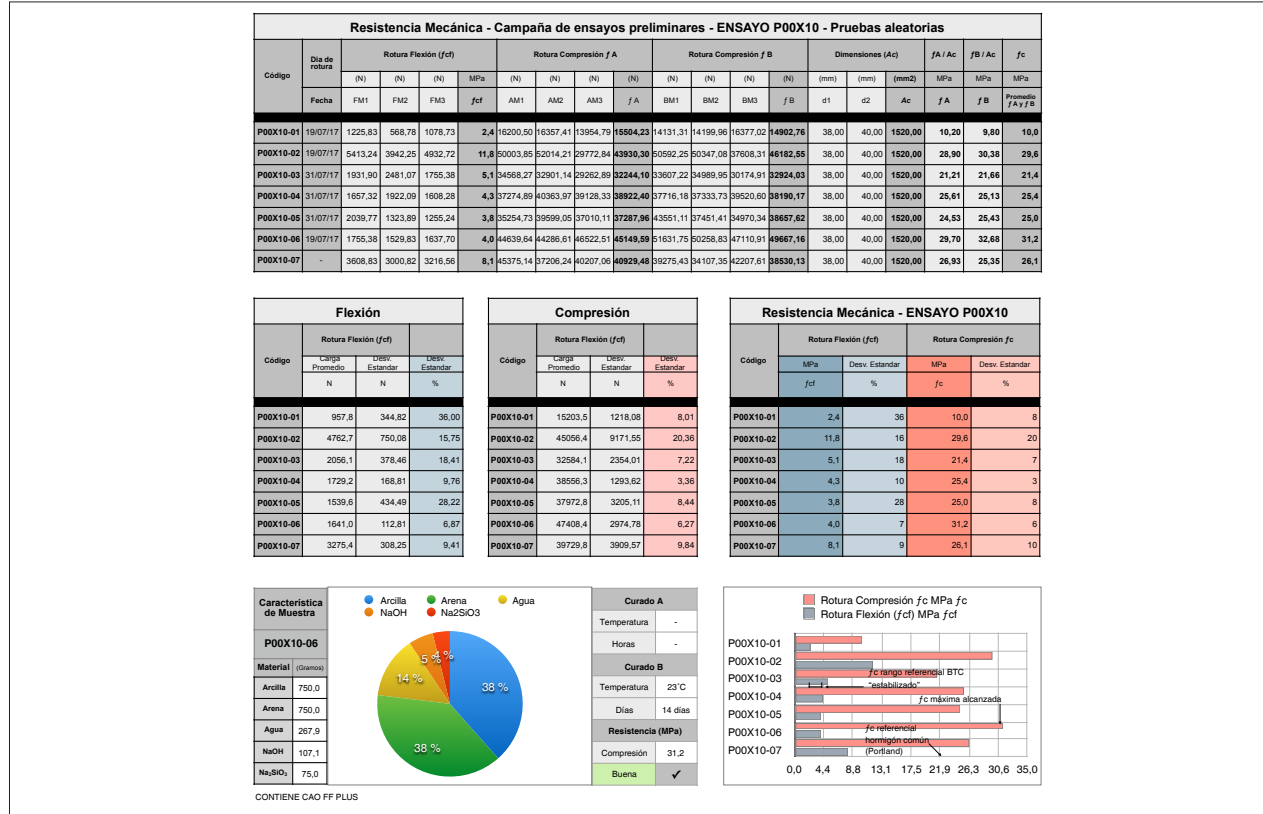 Resistencia Mecánica - Campaña de ensayos preliminares - ENSAYO P00X10 - Pruebas aleatorias
Código Dia de rotura Rotura Flexión (ƒcf) Rotura Compresión ƒ A Rotura Compresión ƒ B Dimensiones (Ac) ƒA / Ac ƒB / Ac ƒc
(N) (N) (N) MPa (N) (N) (N) (N) (N) (N) (N) (N) (mm) (mm) (mm2) MPa MPa MPa
Fecha FM1 FM2 FM3 ƒcf AM1 AM2 AM3 ƒ A BM1 BM2 BM3 ƒ B d1 d2 Ac ƒ A ƒ B Promedio ƒ A y ƒ B
P00X10-01 19/07/17 1225,83 568,78 1078,73 2,4 16200,50 16357,41 13954,79 15504,23 14131,31 14199,96 16377,02 14902,76 38,00 40,00 1520,00 10,20 9,80 10,0
P00X10-02 19/07/17 5413,24 3942,25 4932,72 11,8 50003,85 52014,21 29772,84 43930,30 50592,25 50347,08 37608,31 46182,55 38,00 40,00 1520,00 28,90 30,38 29,6
P00X10-03 31/07/17 1931,90 2481,07 1755,38 5,1 34568,27 32901,14 29262,89 32244,10 33607,22 34989,95 30174,91 32924,03 38,00 40,00 1520,00 21,21 21,66 21,4
P00X10-04 31/07/17 1657,32 1922,09 1608,28 4,3 37274,89 40363,97 39128,33 38922,40 37716,18 37333,73 39520,60 38190,17 38,00 40,00 1520,00 25,61 25,13 25,4
P00X10-05 31/07/17 2039,77 1323,89 1255,24 3,8 35254,73 39599,05 37010,11 37287,96 43551,11 37451,41 34970,34 38657,62 38,00 40,00 1520,00 24,53 25,43 25,0
P00X10-06 19/07/17 1755,38 1529,83 1637,70 4,0 44639,64 44286,61 46522,51 45149,59 51631,75 50258,83 47110,91 49667,16 38,00 40,00 1520,00 29,70 32,68 31,2
P00X10-07 - 3608,83 3000,82 3216,56 8,1 45375,14 37206,24 40207,06 40929,48 39275,43 34107,35 42207,61 38530,13 38,00 40,00 1520,00 26,93 25,35 26,1
Flexión
Código Rotura Flexión (ƒcf)
Carga Promedio Desv. Estandar Desv. Estandar
N N %
P00X10-01 957,8 344,82 36,00
P00X10-02 4762,7 750,08 15,75
P00X10-03 2056,1 378,46 18,41
P00X10-04 1729,2 168,81 9,76
P00X10-05 1539,6 434,49 28,22
P00X10-06 1641,0 112,81 6,87
P00X10-07 3275,4 308,25 9,41
Compresión
Código Rotura Flexión (ƒcf)
Carga Promedio Desv. Estandar Desv. Estandar
N N %
P00X10-01 15203,5 1218,08 8,01
P00X10-02 45056,4 9171,55 20,36
P00X10-03 32584,1 2354,01 7,22
P00X10-04 38556,3 1293,62 3,36
P00X10-05 37972,8 3205,11 8,44
P00X10-06 47408,4 2974,78 6,27
P00X10-07 39729,8 3909,57 9,84
Resistencia Mecánica - ENSAYO P00X10
Código Rotura Flexión (ƒcf) Rotura Compresión ƒc
MPa Desv. Estandar MPa Desv. Estandar
ƒcf % ƒc %
P00X10-01 2,4 36 10,0 8
P00X10-02 11,8 16 29,6 20
P00X10-03 5,1 18 21,4 7
P00X10-04 4,3 10 25,4 3
P00X10-05 3,8 28 25,0 8
P00X10-06 4,0 7 31,2 6
P00X10-07 8,1 9 26,1 10
Característica de Muestra
P00X10-06
Material (Gramos)
Arcilla 750,0
Arena 750,0
Agua 267,9
NaOH 107,1
Na₂SiO₃ 75,0
Arcilla Arena Agua
NaOH Na2SiO3
5 % 4 %
14 % 38 %
38 %
Curado A
Temperatura -
Horas -
Curado B
Temperatura 23˚C
Días 14 días
Resistencia (MPa)
Compresión 31,2
Buena ✓
Rotura Compresión ƒc MPa ƒc
Rotura Flexión (ƒcf) MPa ƒcf
P00X10-01
P00X10-02
P00X10-03
P00X10-04
P00X10-05
P00X10-06
P00X10-07
ƒc rango referencial BTC
"estabilizado"
ƒc máxima alcanzada
ƒc referencial
hormigón común
(Portland)
0,0 4,4 8,8 13,1 17,5 21,9 26,3 30,6 35,0
CONTIENE CAO FF PLUS